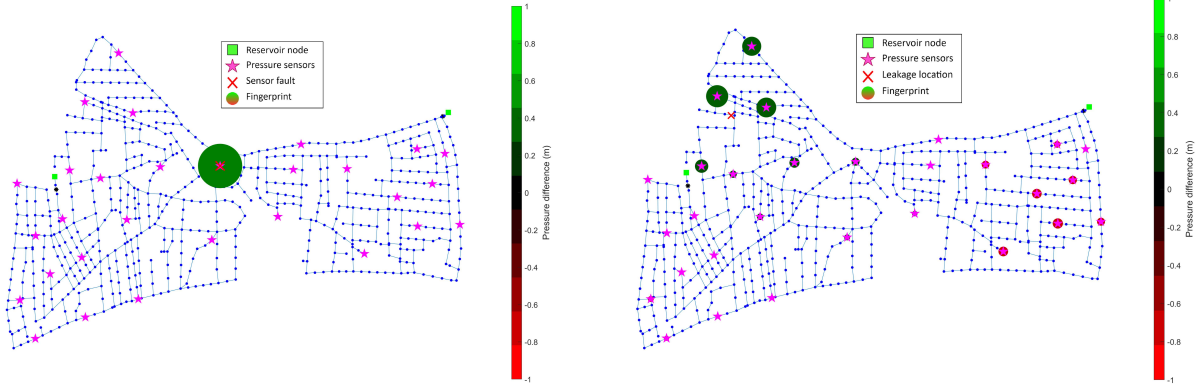 Reservoir node
Pressure sensors
Sensor fault
Fingerprint
1
0.8
0.6
0.4
0.2
0
-0.2
-0.4
-0.6
-0.8
-1
Pressure difference (m)
Reservoir node
Pressure sensors
Leakage location
Fingerprint
1
0.8
0.6
0.4
0.2
0
0.2
-0.4
-0.6
-0.8
-1
Pressure difference (m)